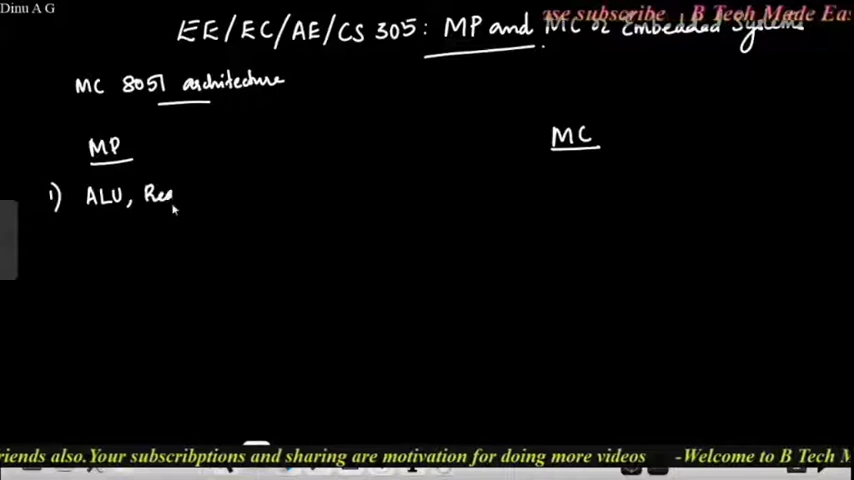 Dinu A G
ase subscribe - B Tech Made Eas
EE/EC/AE/CS 305: MP and MC or Embedded Systems
MC 8051 architecture
MP
MC
1) ALU, Reg
riends also. Your subscribptions and sharing are motivation for doing more videos -Welcome to B Tech M